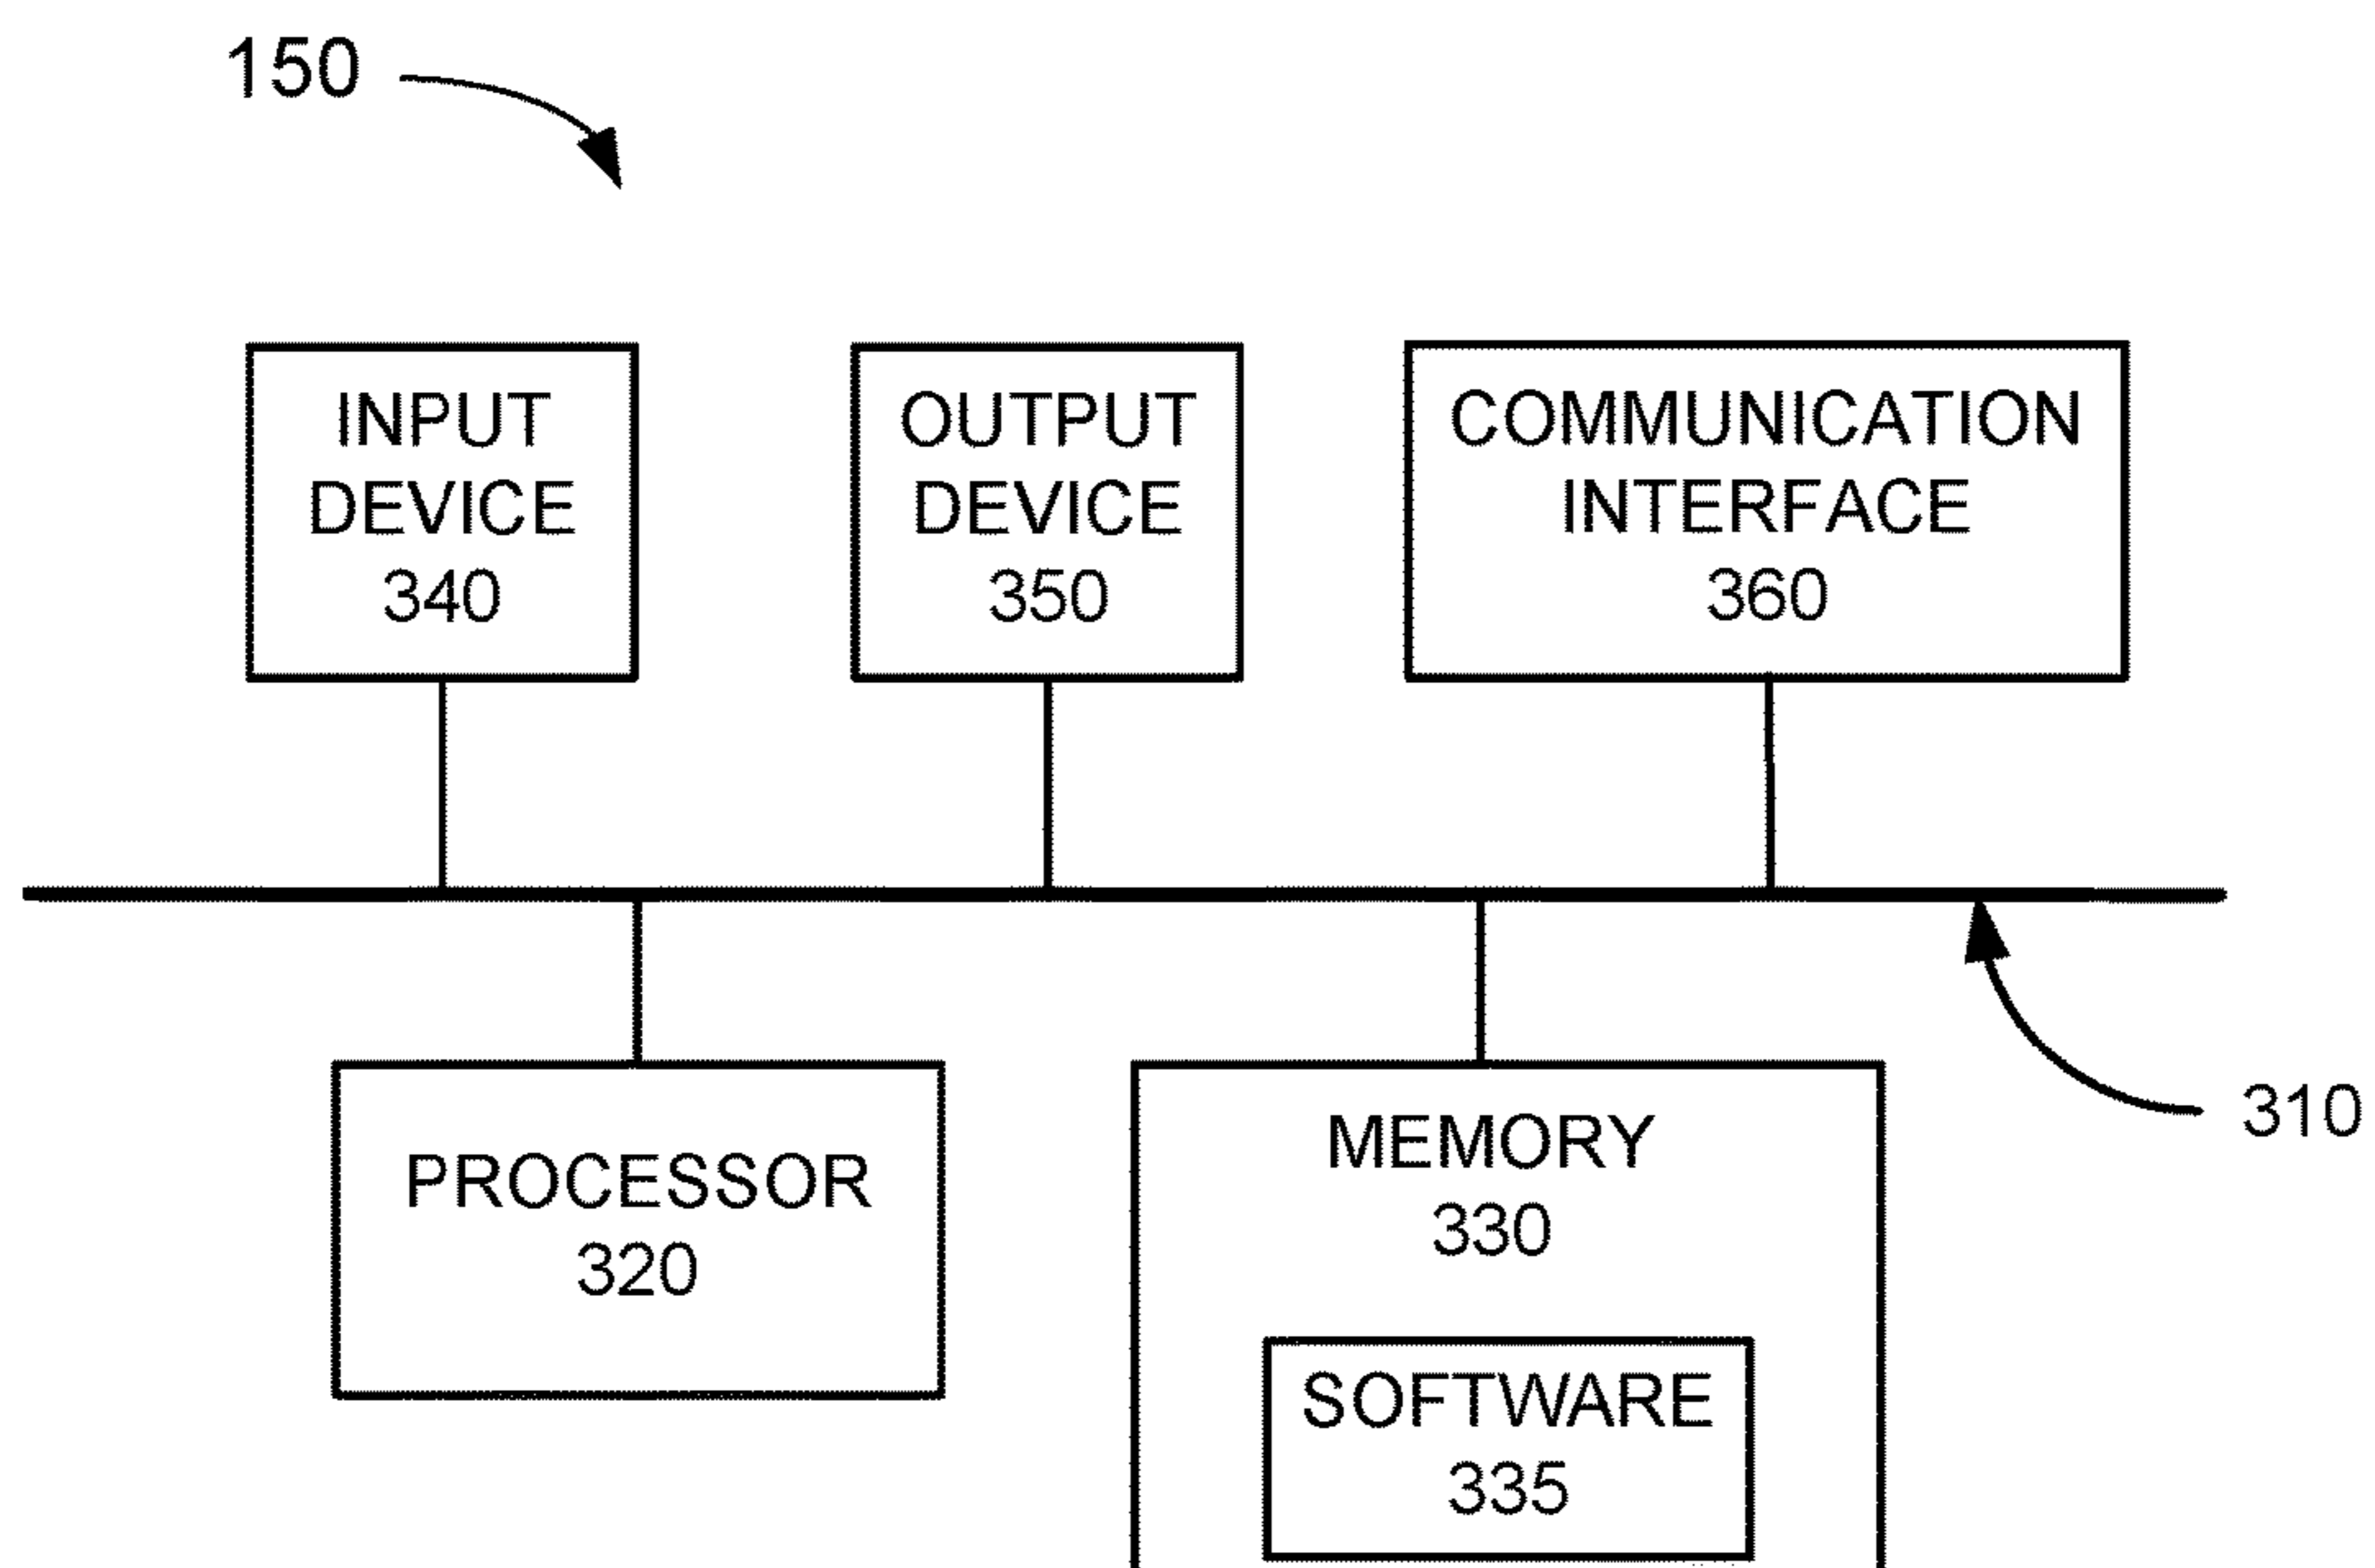 150
INPUT
DEVICE
340
OUTPUT
DEVICE
350
COMMUNICATION
INTERFACE
360
PROCESSOR
320
MEMORY
330
SOFTWARE
335
310